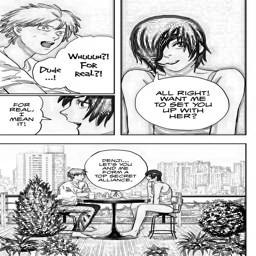 WHUUUH?!
FOR
REAL?!
DUDE
...!
ALL RIGHT!
WANT ME
TO SET YOU
UP WITH
HER?
FOR
REAL.
I
MEAN
IT!
DENJI...
LET'S YOU
AND ME
FORM A
TOP SECRET
ALLIANCE.